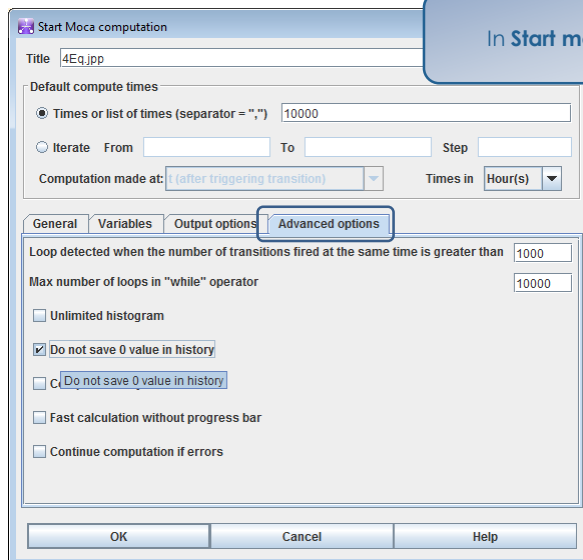 Start Moca computation
In Start m
Title 4Eq.jpp
Default compute times
Times or list of times (separator = ",") 10000
Iterate From To Step
Computation made at: t (after triggering transition) Times in Hour(s)
General Variables Output options Advanced options
Loop detected when the number of transitions fired at the same time is greater than 1000
Max number of loops in "while" operator 10000
Unlimited histogram
Do not save 0 value in history
Do not save 0 value in history
Fast calculation without progress bar
Continue computation if errors
OK Cancel Help